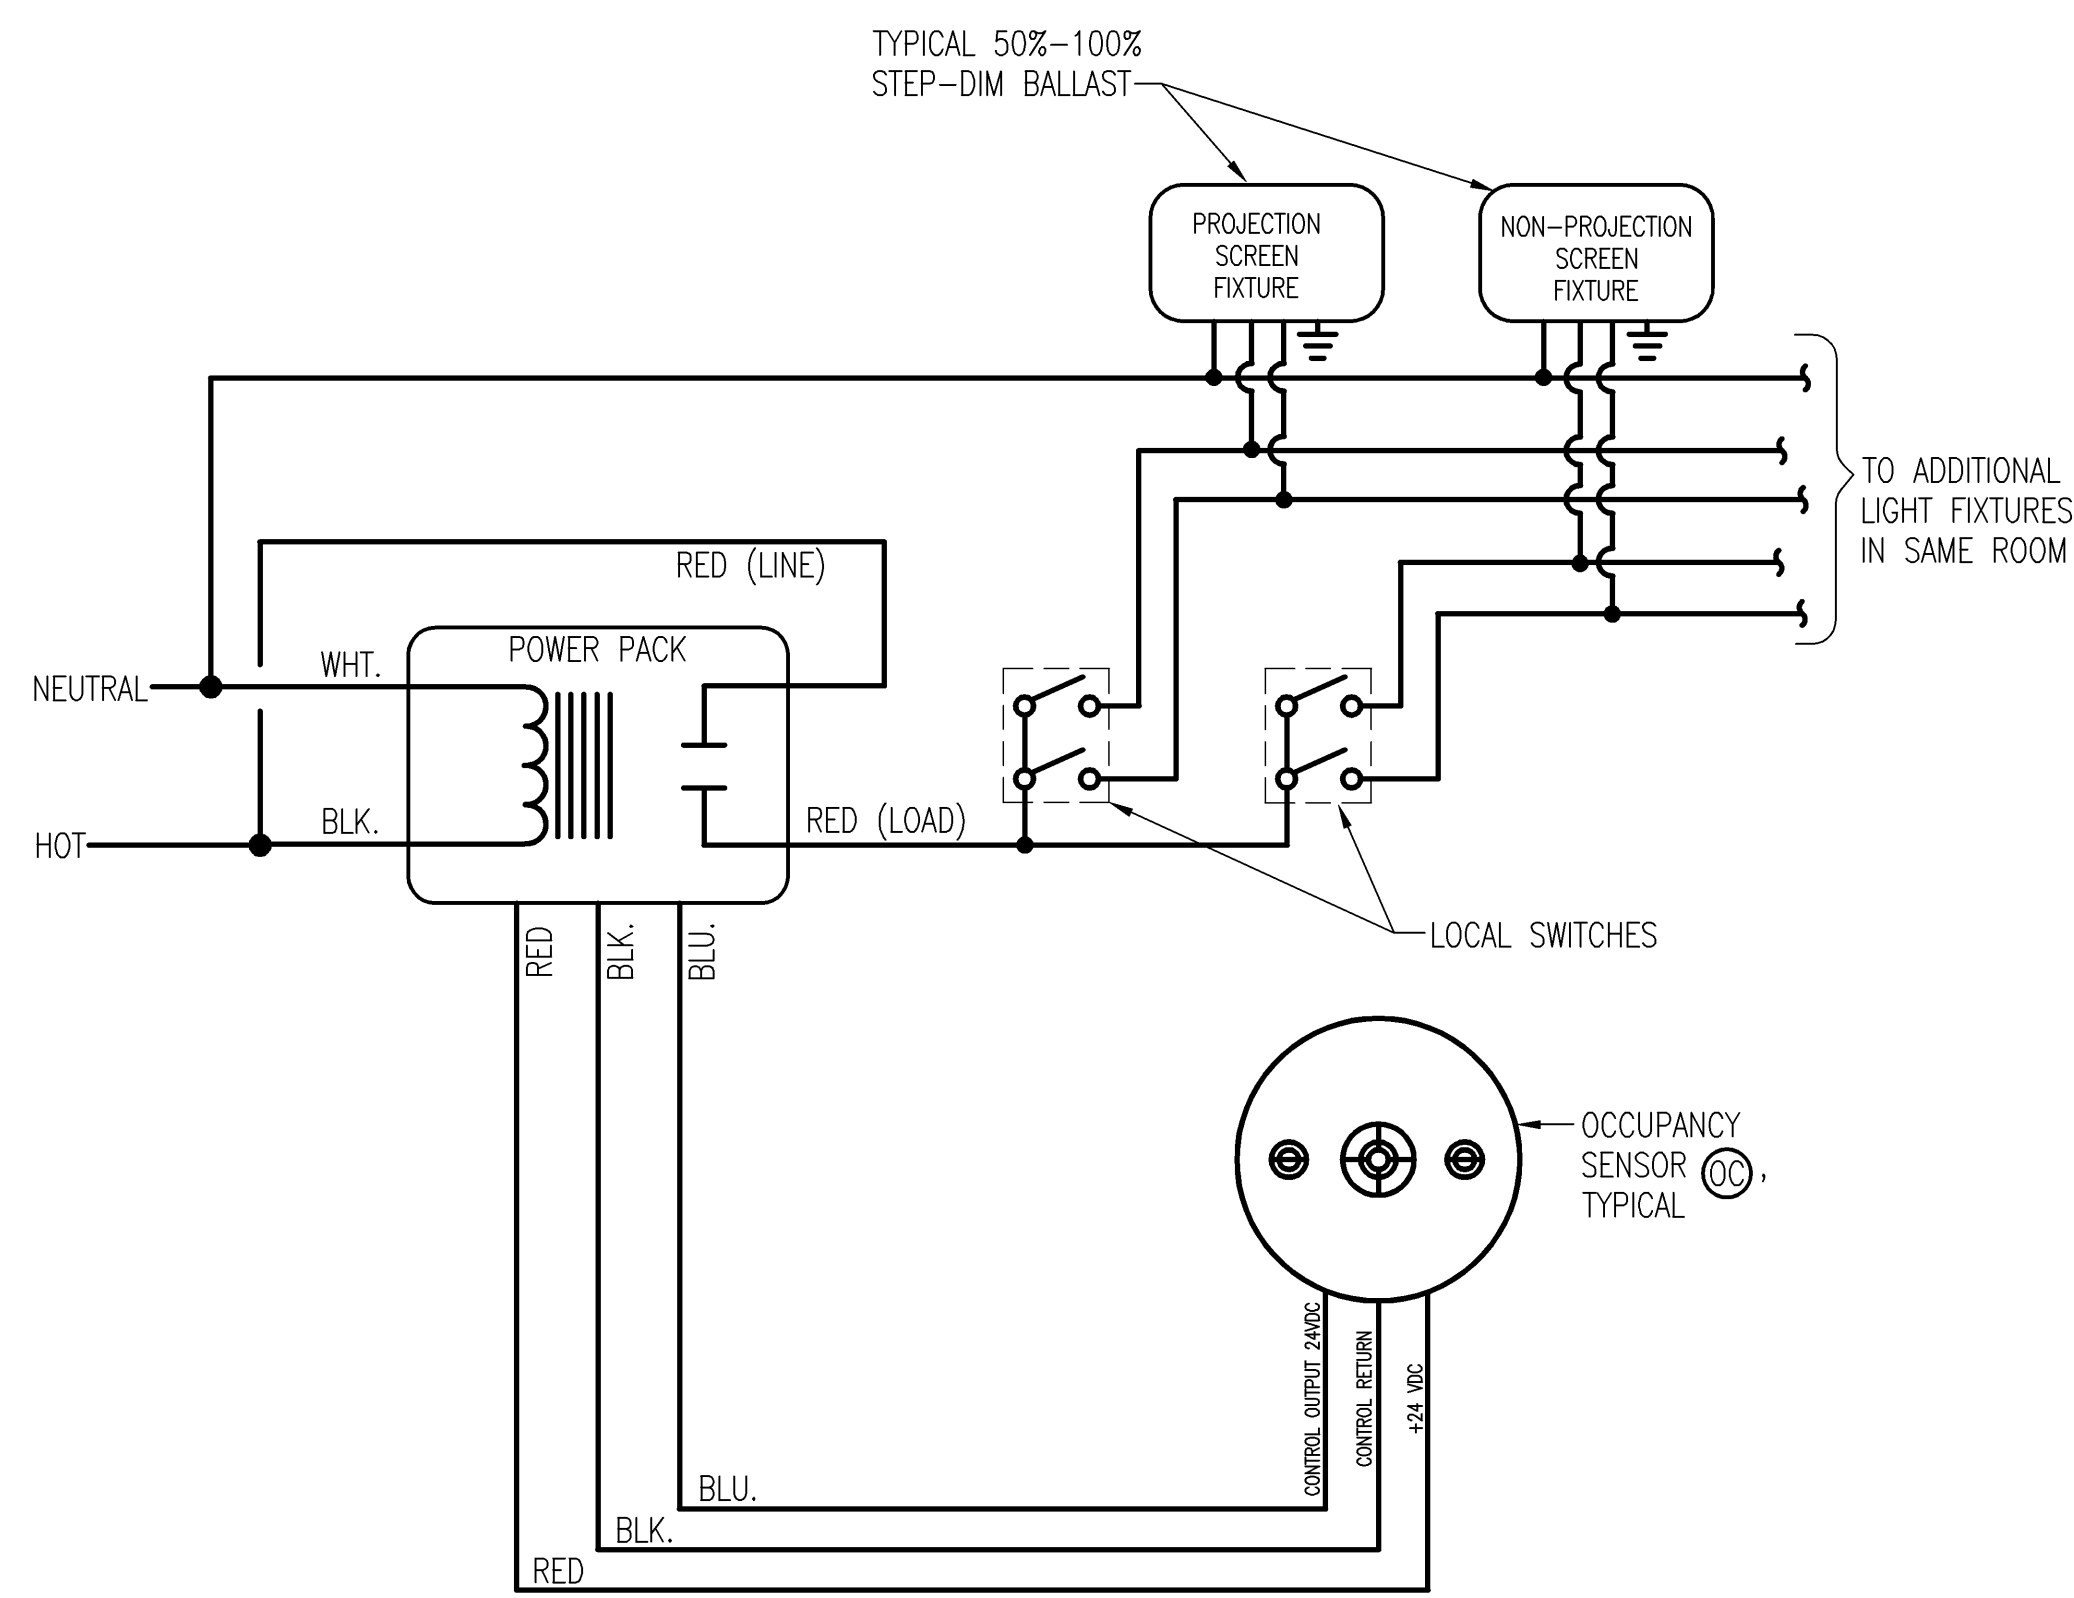 TYPICAL 50%-100%
STEP-DIM BALLAST
PROJECTION
SCREEN
FIXTURE
NON-PROJECTION
SCREEN
FIXTURE
TO ADDITIONAL
LIGHT FIXTURES
IN SAME ROOM
RED (LINE)
POWER PACK
WHT.
NEUTRAL
BLK.
HOT
RED (LOAD)
LOCAL SWITCHES
RED
BLK.
BLU.
OCCUPANCY
SENSOR OC,
TYPICAL
CONTROL OUTPUT 24VDC
CONTROL RETURN
+24 VDC
BLU.
BLK.
RED